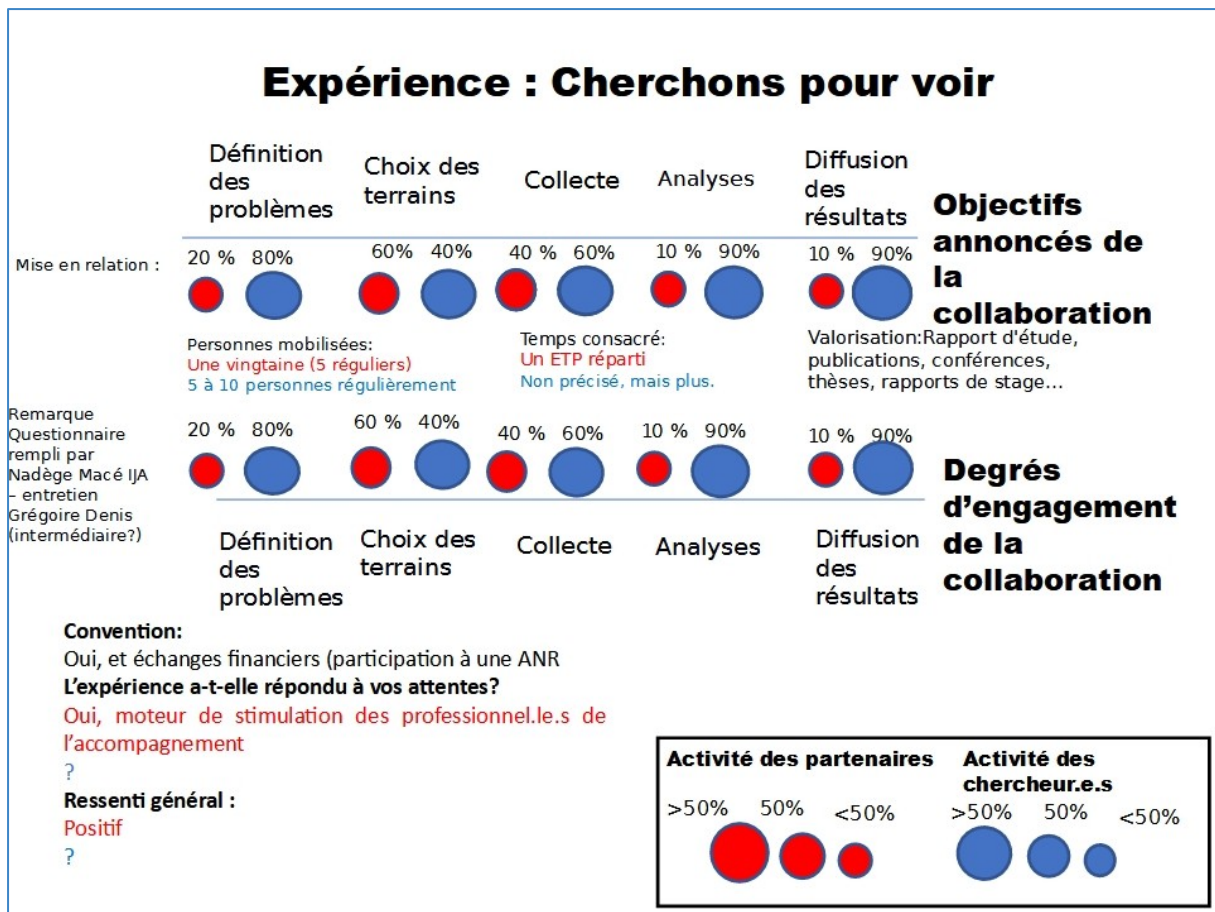 Expérience : Cherchons pour voir
Définition
des
problèmes
Choix des
terrains
Collecte
Analyses
Diffusion
des
résultats
Objectifs
annoncés de
la
collaboration
Mise en relation :
20 % 80%
60% 40%
40 % 60%
10 % 90%
10 % 90%
Personnes mobilisées:
Une vingtaine (5 réguliers)
5 à 10 personnes régulièrement
Temps consacré:
Un ETP réparti
Non précisé, mais plus.
Valorisation:Rapport d'étude,
publications, conférences,
thèses, rapports de stage...
Remarque
Questionnaire
rempli par
Nadège Macé IJA
– entretien
Grégoire Denis
(intermédiaire?)
20 % 80%
60 % 40%
40 % 60%
10 % 90%
10 % 90%
Définition
des
problèmes
Choix des
terrains
Collecte
Analyses
Diffusion
des
résultats
Degrés
d’engagement
de la
collaboration
Convention:
Oui, et échanges financiers (participation à une ANR
L’expérience a-t-elle répondu à vos attentes?
Oui, moteur de stimulation des professionnel.le.s de
l’accompagnement
?
Ressenti général :
Positif
?
Activité des partenaires
>50% 50% <50%
Activité des
chercheur.e.s
>50% 50% <50%